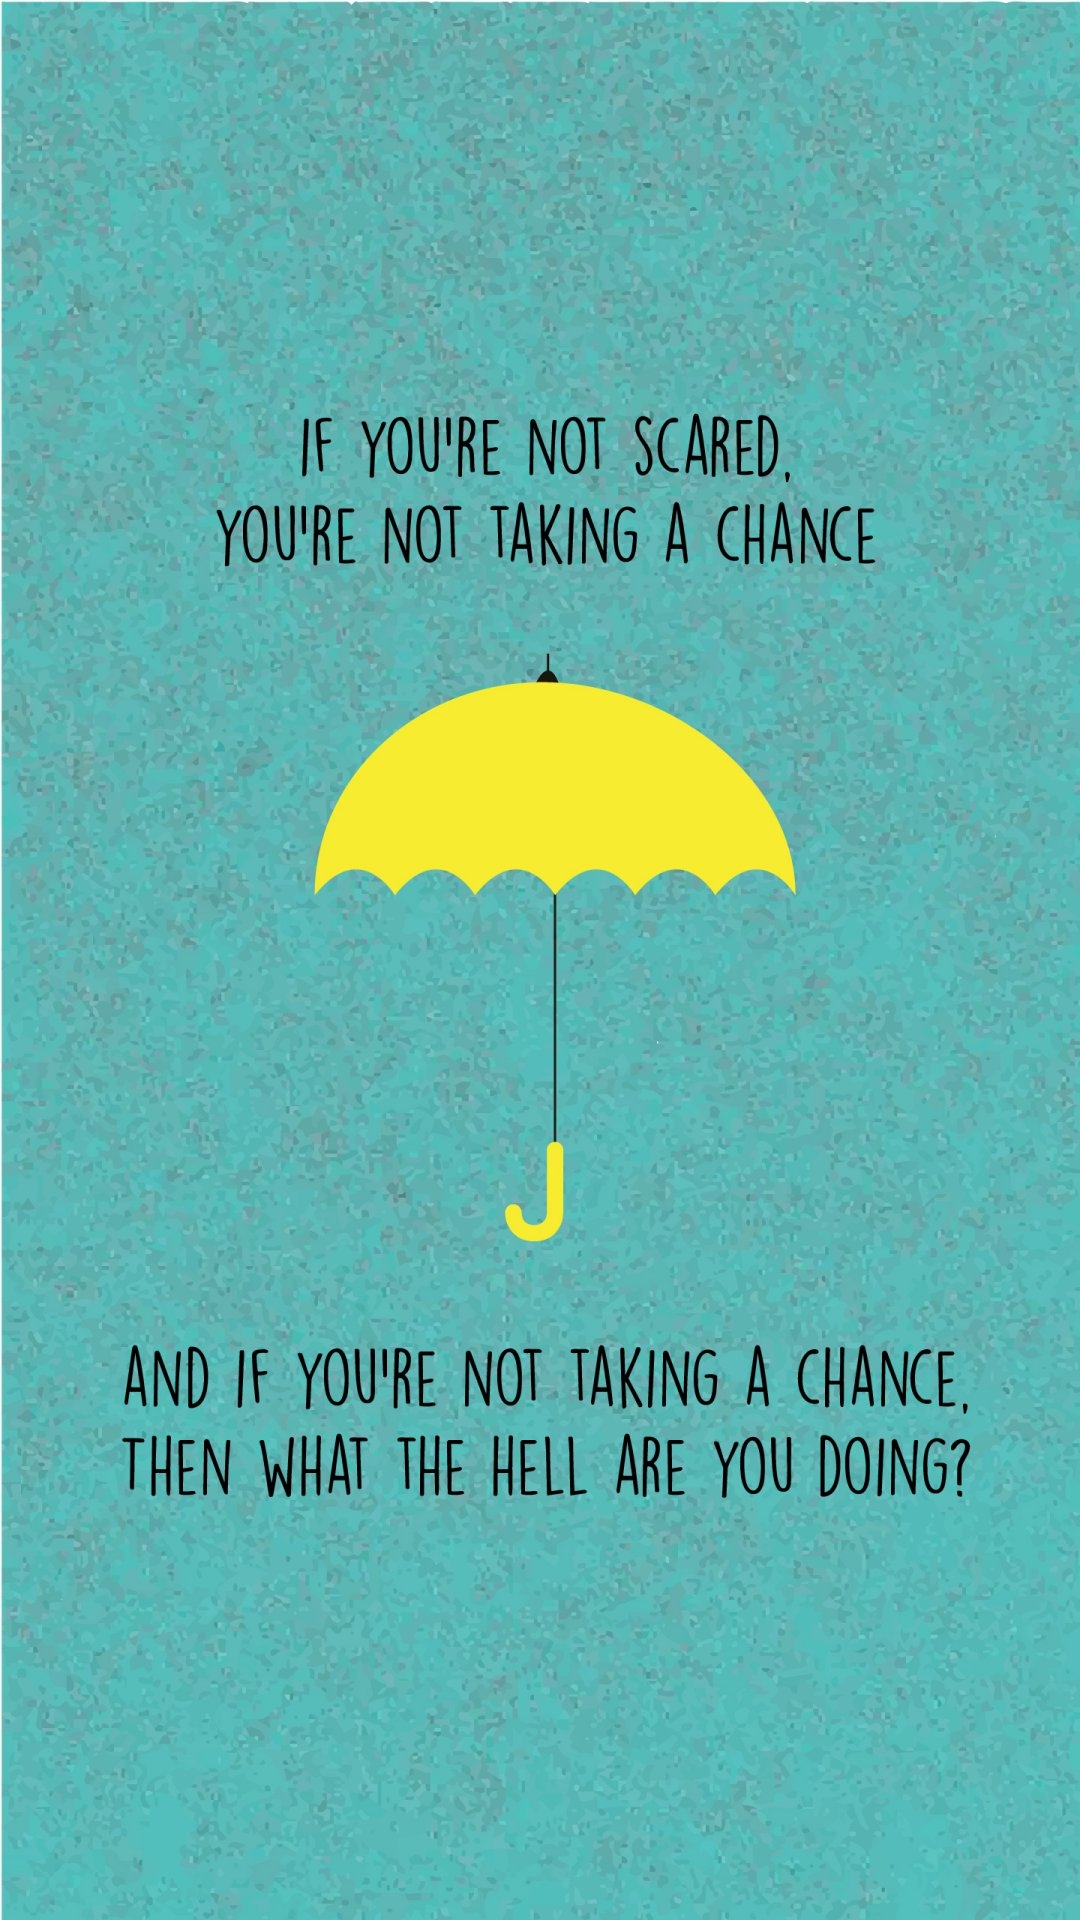 IF YOU'RE NOT SCARED,
YOU'RE NOT TAKING A CHANCE
AND IF YOU'RE NOT TAKING A CHANCE,
THEN WHAT THE HELL ARE YOU DOING?